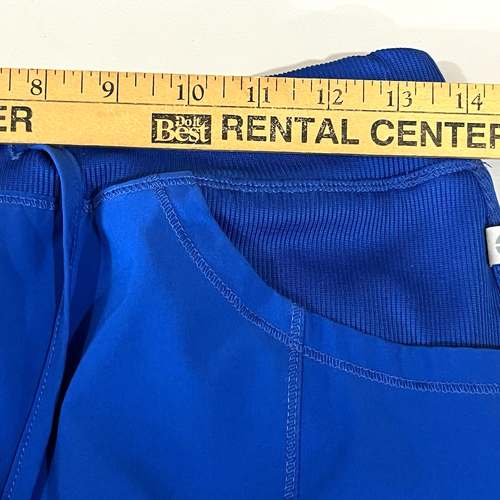 8 9 10 11 12 13 14
ER Do it Best RENTAL CENTER